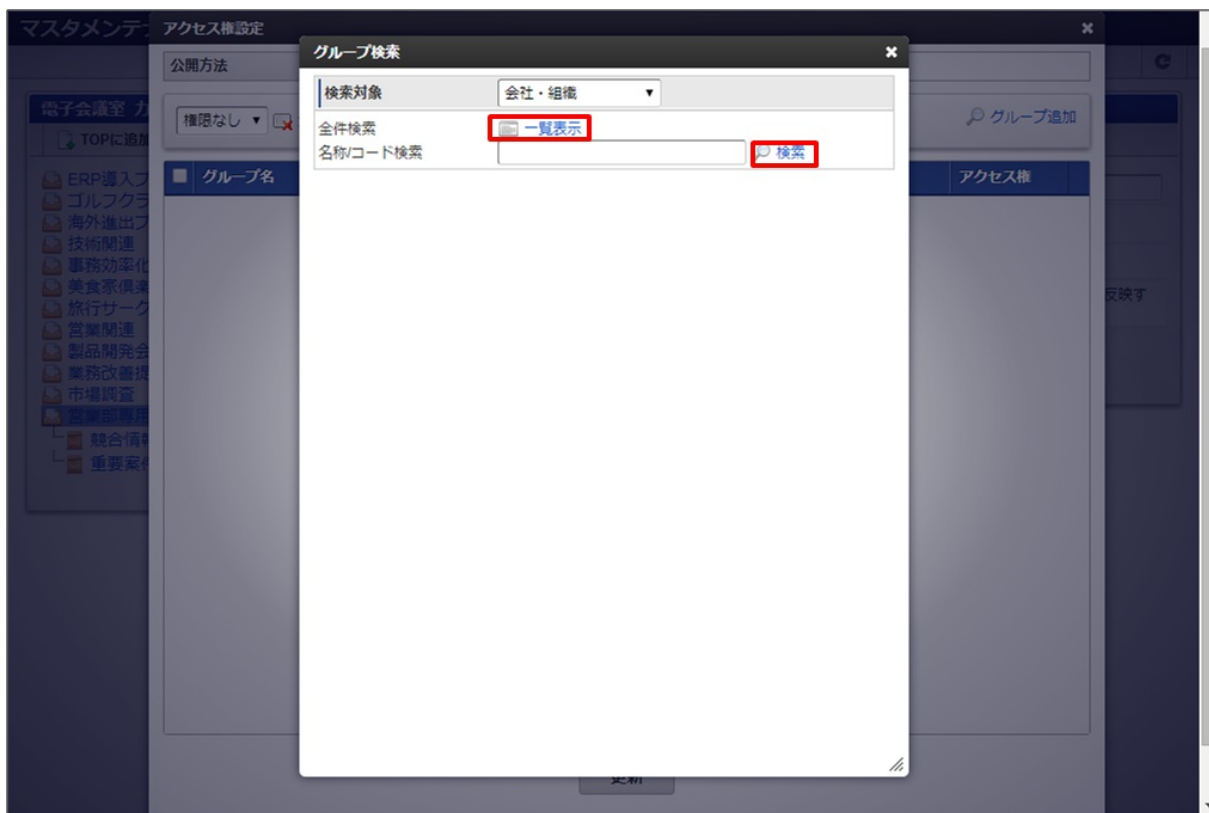 マスタメンテナ
アクセス権設定
グループ検索
公開方法
検索対象
会社・組織
電子会議室 カ
権限なし
グループ追加
TOPに追加
全件検索
一覧表示
名称/コード検索
検索
グループ名
アクセス権
ERP導入プ
ゴルフクラ
海外進出プ
技術関連
事務効率化
美食家倶楽
反映す
旅行サーク
営業関連
製品開発会
業務改善提
市場調査
営業部専用
競合情報
重要案件
更新